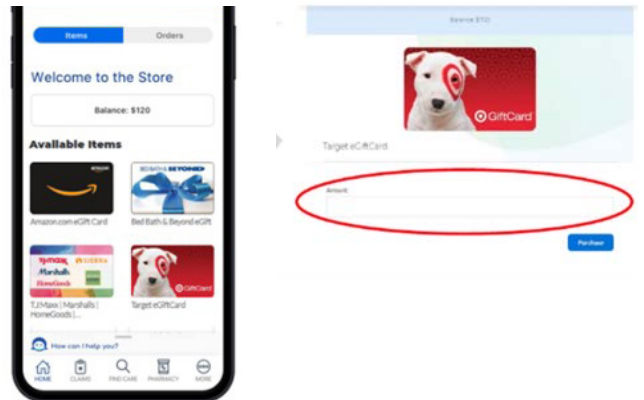 Items
Orders
Welcome to the Store
Balance: $120
Available Items
amazon
BED BATH & BEYOND
Amazon.com eGift Card
Bed Bath & Beyond eGift
T.J.maxx
SIERRA
Marshalls
HomeGoods
GiftCard
T.J.Maxx | Marshalls |
HomeGoods |...
Target eGiftCard
How can I help you?
HOME
CLAIMS
FIND CARE
PHARMACY
MORE
GiftCard
Target eGiftCard
Amount
Purchase